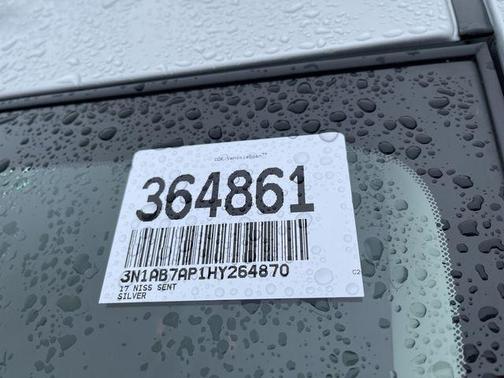 364861
3N1AB7AP1HY264870
17 NISS SENT
SILVER